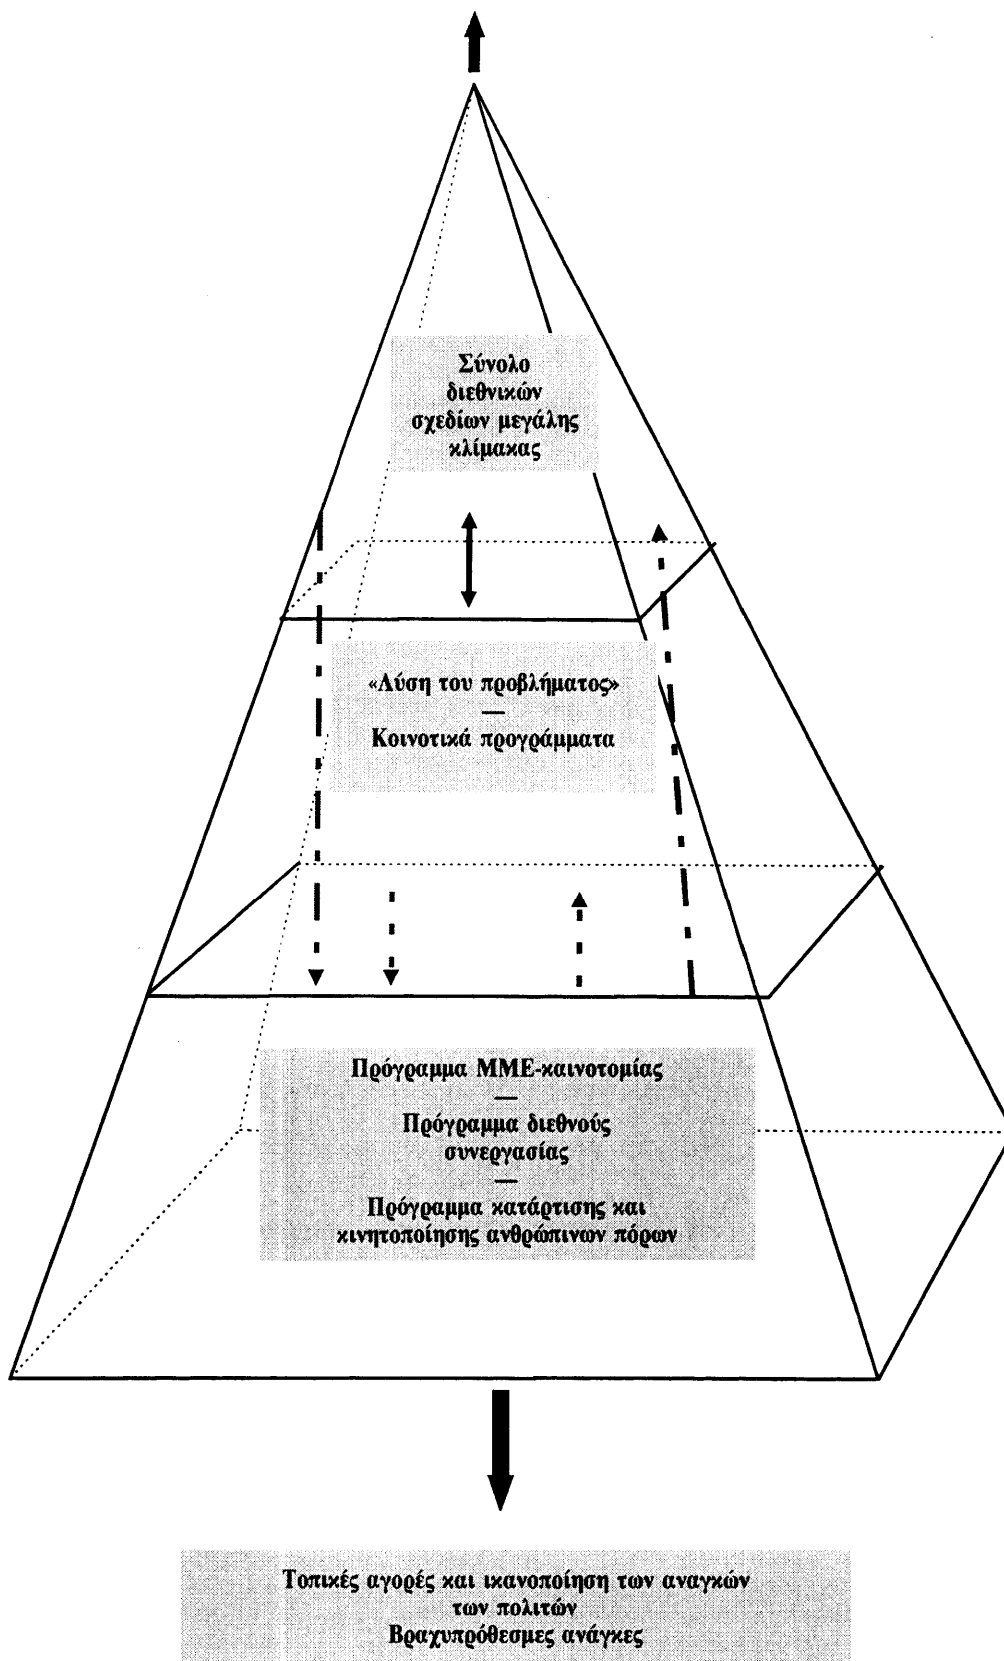 Σύνολο
διεθνικών
σχεδίων μεγάλης
κλίμακας
«Λύση του προβλήματος»
—
Κοινοτικά προγράμματα
Πρόγραμμα ΜΜΕ-καινοτομίας
—
Πρόγραμμα διεθνούς
συνεργασίας
—
Πρόγραμμα κατάρτισης και
κινητοποίησης ανθρώπινων πόρων
Τοπικές αγορές και ικανοποίηση των αναγκών
των πολιτών
Βραχυπρόθεσμες ανάγκες